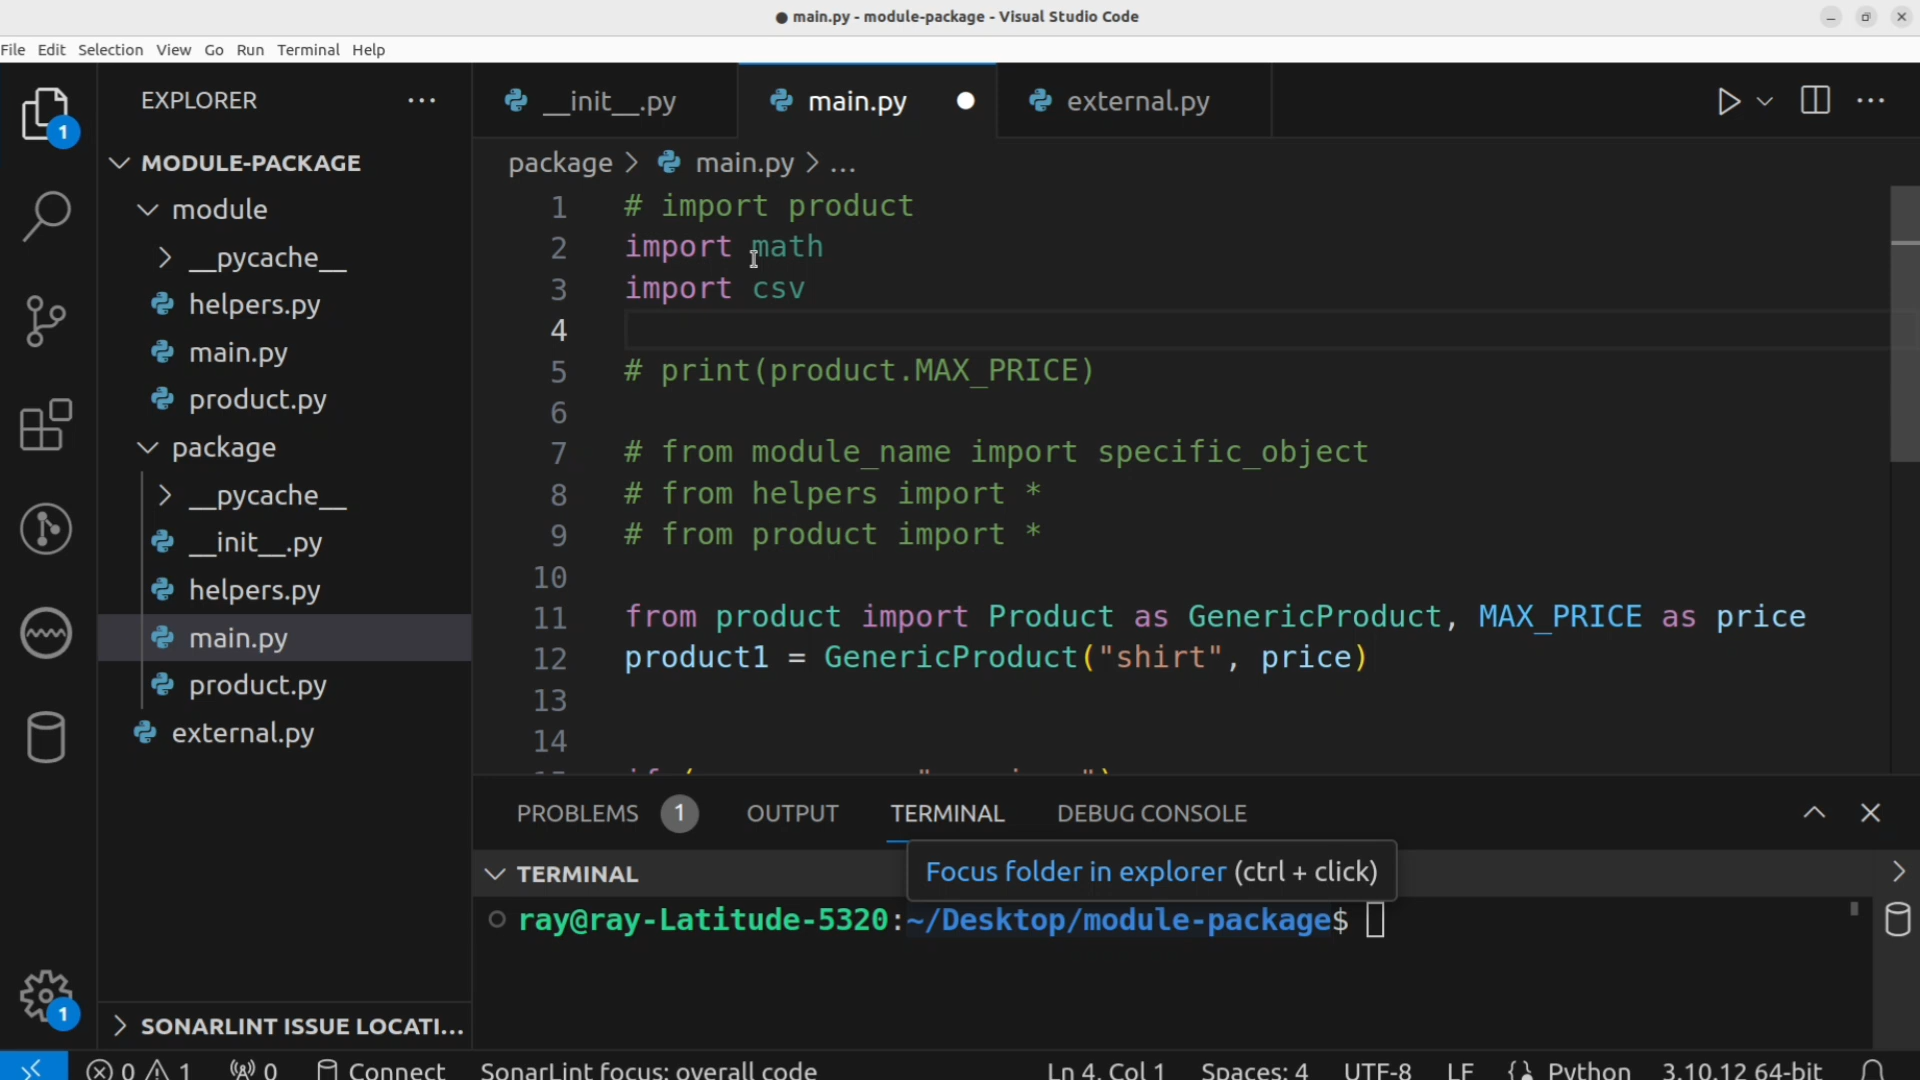 ● main.py - module-package - Visual Studio Code
File Edit Selection View Go Run Terminal Help
EXPLORER ...
1
MODULE-PACKAGE
module
__pycache__
helpers.py
main.py
product.py
package
__pycache__
__init__.py
helpers.py
main.py
product.py
external.py
SONARLINT ISSUE LOCATI...
1
__init__.py main.py external.py
package > main.py > ...
1 # import product
2 import math
3 import csv
4
5 # print(product.MAX_PRICE)
6
7 # from module_name import specific_object
8 # from helpers import *
9 # from product import *
10
11 from product import Product as GenericProduct, MAX_PRICE as price
12 product1 = GenericProduct("shirt", price)
13
14
PROBLEMS 1 OUTPUT TERMINAL DEBUG CONSOLE
TERMINAL
Focus folder in explorer (ctrl + click)
ray@ray-Latitude-5320:~/Desktop/module-package$
0 1 0 Connect SonarLint focus: overall code Ln 4, Col 1 Spaces: 4 UTF-8 LF Python 3.10.12 64-bit